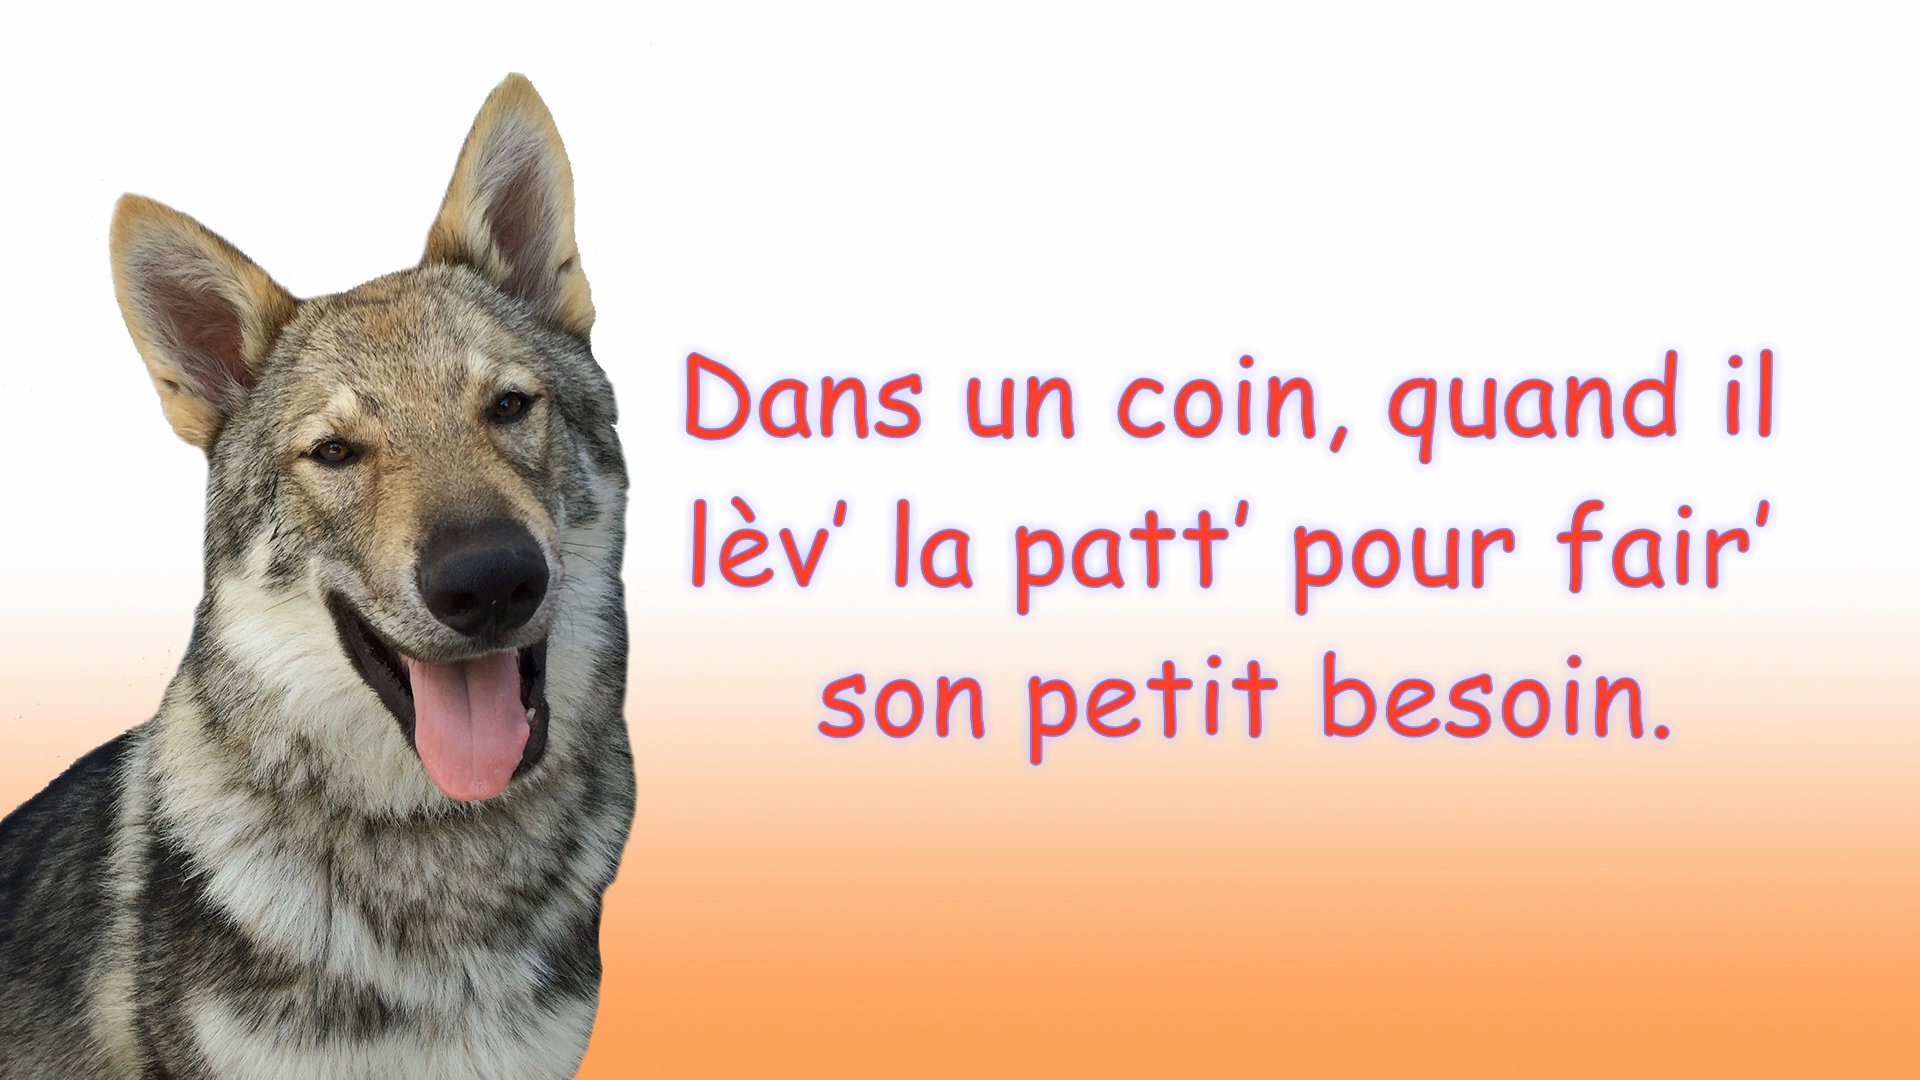 Dans un coin, quand il
lèv’ la patt’ pour fair’
son petit besoin.